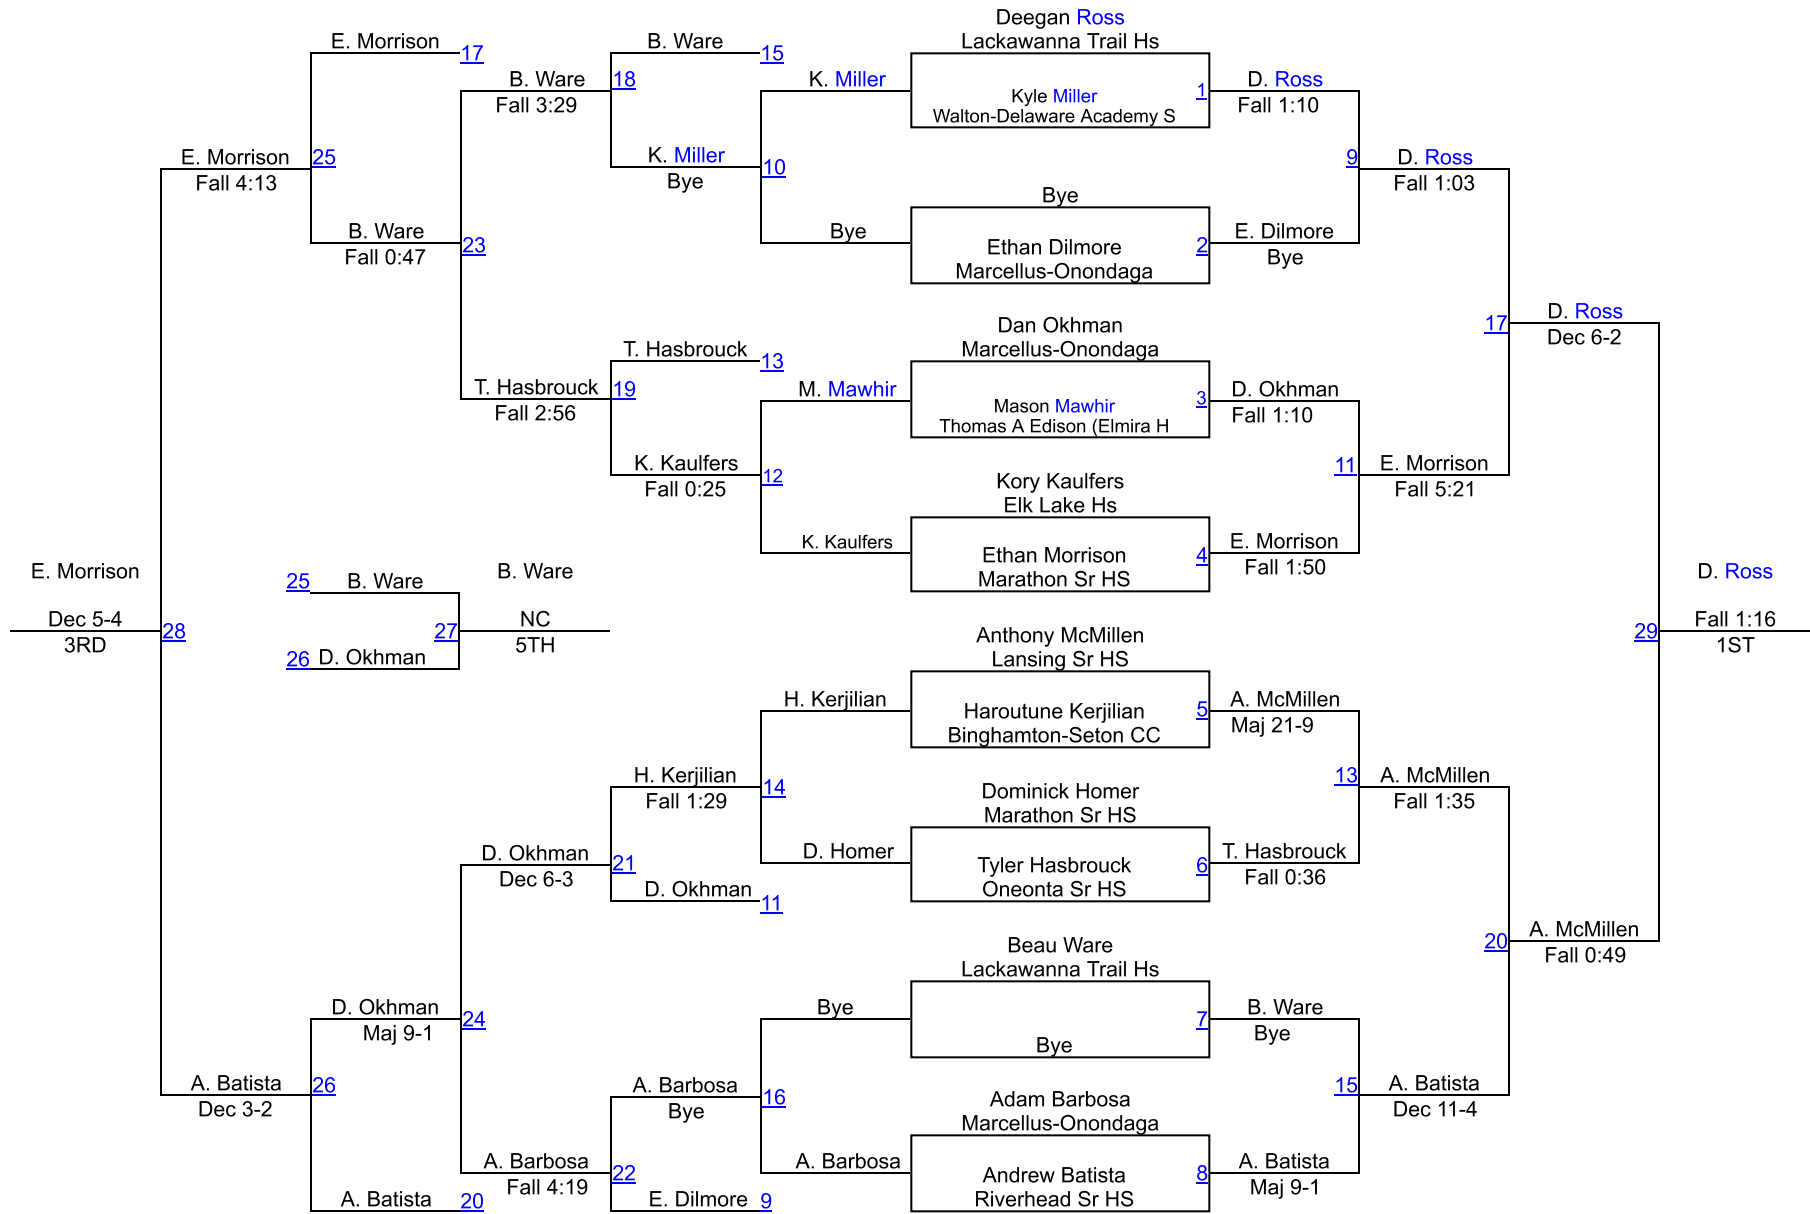 Deegan Ross
Lackawanna Trail Hs
E. Morrison
17
B. Ware
15
B. Ware
18
Fall 3:29
K. Miller
Kyle Miller
Walton-Delaware Academy S
1
D. Ross
Fall 1:10
E. Morrison
25
Fall 4:13
K. Miller
10
Bye
9
D. Ross
Fall 1:03
Bye
B. Ware
23
Fall 0:47
Bye
Ethan Dilmore
Marcellus-Onondaga
2
E. Dilmore
Bye
17
D. Ross
Dec 6-2
Dan Okhman
Marcellus-Onondaga
T. Hasbrouck
13
T. Hasbrouck
19
Fall 2:56
M. Mawhir
Mason Mawhir
Thomas A Edison (Elmira H
3
D. Okhman
Fall 1:10
K. Kaulfers
12
Fall 0:25
11
E. Morrison
Fall 5:21
Kory Kaulfers
Elk Lake Hs
K. Kaulfers
Ethan Morrison
Marathon Sr HS
4
E. Morrison
Fall 1:50
E. Morrison
Dec 5-4
3RD
28
25
B. Ware
B. Ware
27
NC
5TH
26
D. Okhman
D. Ross
29
Fall 1:16
1ST
Anthony McMillen
Lansing Sr HS
H. Kerjilian
Haroutune Kerjilian
Binghamton-Seton CC
5
A. McMillen
Maj 21-9
H. Kerjilian
14
Fall 1:29
13
A. McMillen
Fall 1:35
Dominick Homer
Marathon Sr HS
D. Okhman
21
Dec 6-3
D. Homer
Tyler Hasbrouck
Oneonta Sr HS
6
T. Hasbrouck
Fall 0:36
D. Okhman
11
20
A. McMillen
Fall 0:49
Beau Ware
Lackawanna Trail Hs
D. Okhman
24
Maj 9-1
Bye
Bye
7
B. Ware
Bye
A. Batista
26
Dec 3-2
A. Barbosa
16
Bye
15
A. Batista
Dec 11-4
Adam Barbosa
Marcellus-Onondaga
A. Barbosa
22
Fall 4:19
A. Barbosa
Andrew Batista
Riverhead Sr HS
8
A. Batista
Maj 9-1
A. Batista
20
E. Dilmore
9